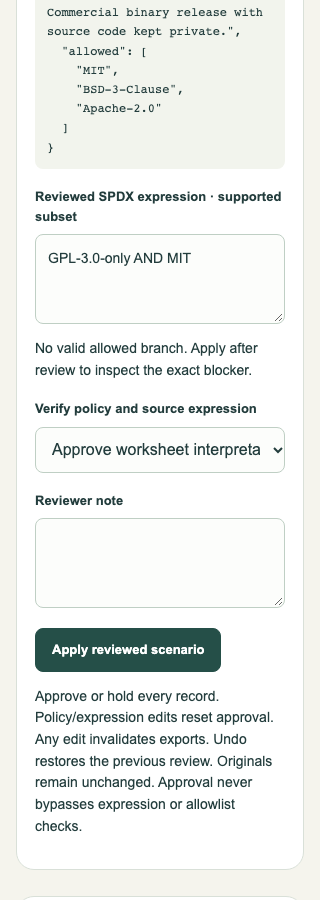 Commercial binary release with
source code kept private.",
"allowed": [
"MIT",
"BSD-3-Clause",
"Apache-2.0"
]
}
Reviewed SPDX expression · supported
subset
GPL-3.0-only AND MIT
No valid allowed branch. Apply after
review to inspect the exact blocker.
Verify policy and source expression
Approve worksheet interpreta
Reviewer note
Apply reviewed scenario
Approve or hold every record.
Policy/expression edits reset approval.
Any edit invalidates exports. Undo
restores the previous review. Originals
remain unchanged. Approval never
bypasses expression or allowlist
checks.